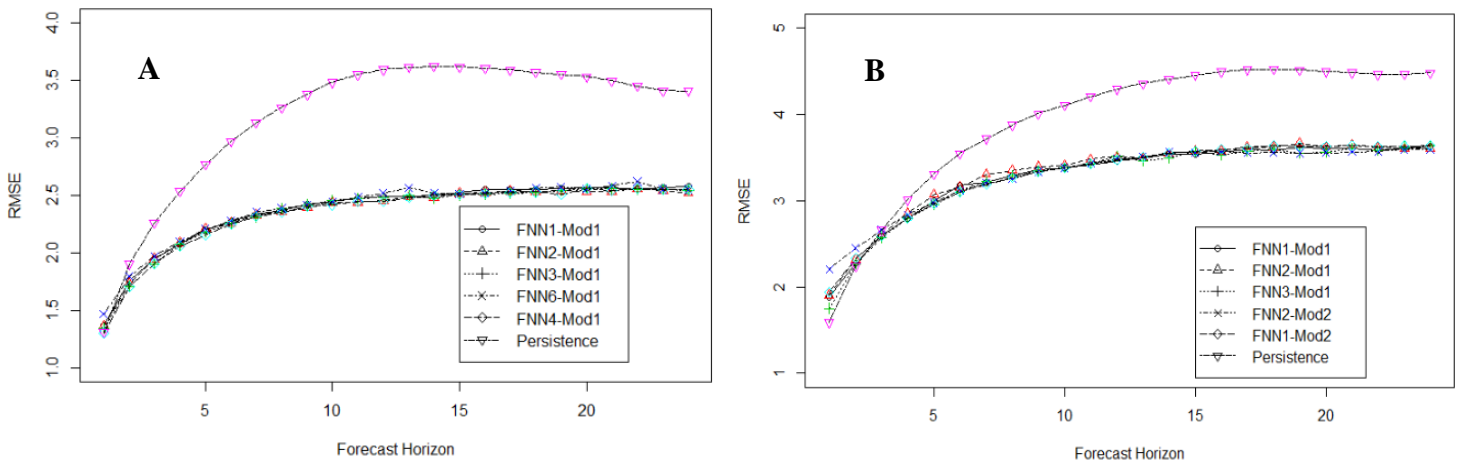 A
RMSE
4.0
3.5
3.0
2.5
2.0
1.5
1.0
FNN1-Mod1
FNN2-Mod1
FNN3-Mod1
FNN6-Mod1
FNN4-Mod1
Persistence
5
10
15
20
Forecast Horizon
B
RMSE
5
4
3
2
1
FNN1-Mod1
FNN2-Mod1
FNN3-Mod1
FNN2-Mod2
FNN1-Mod2
Persistence
5
10
15
20
Forecast Horizon